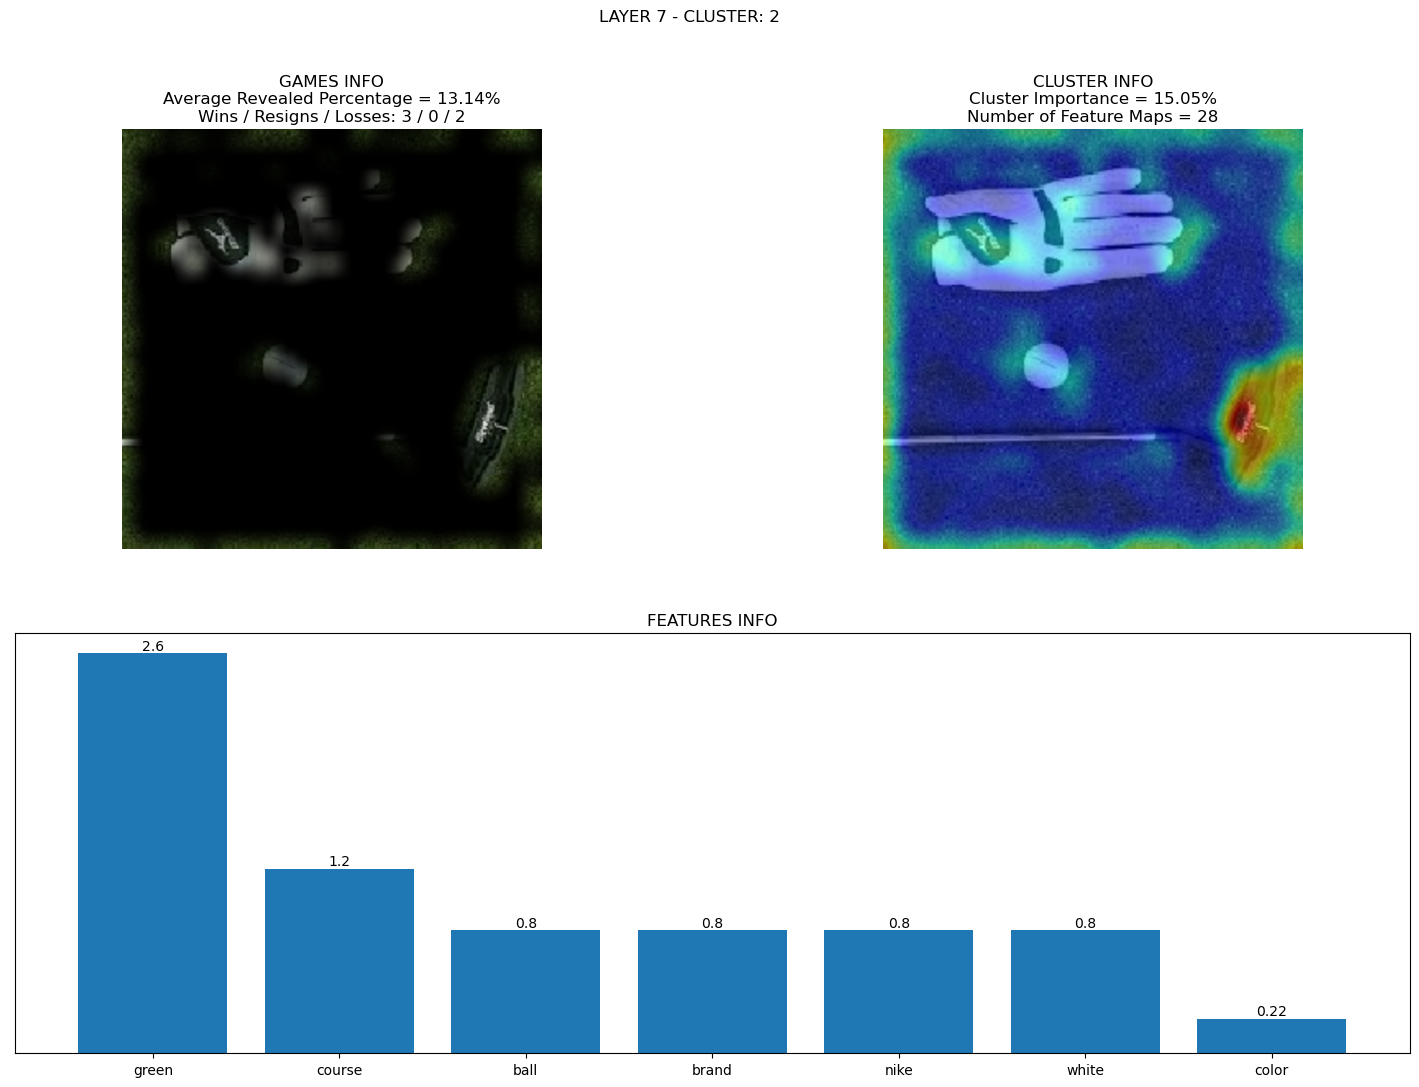 LAYER 7 - CLUSTER: 2
GAMES INFO
Average Revealed Percentage = 13.14%
Wins / Resigns / Losses: 3 / 0 / 2
CLUSTER INFO
Cluster Importance = 15.05%
Number of Feature Maps = 28
FEATURES INFO
2.6
1.2
0.8
0.8
0.8
0.8
0.22
green
course
ball
brand
nike
white
color